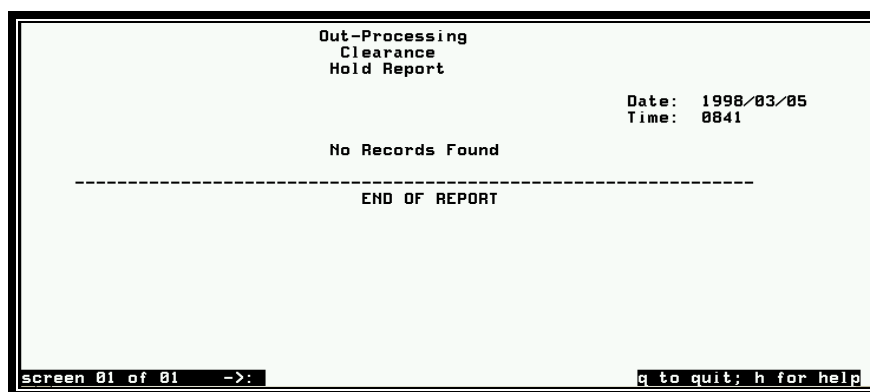 Out-Processing
Clearance
Hold Report
Date: 1998/03/05
Time: 0841
No Records Found
----------------------------------------------------------------
END OF REPORT
screen 01 of 01 ->:
q to quit; h for help